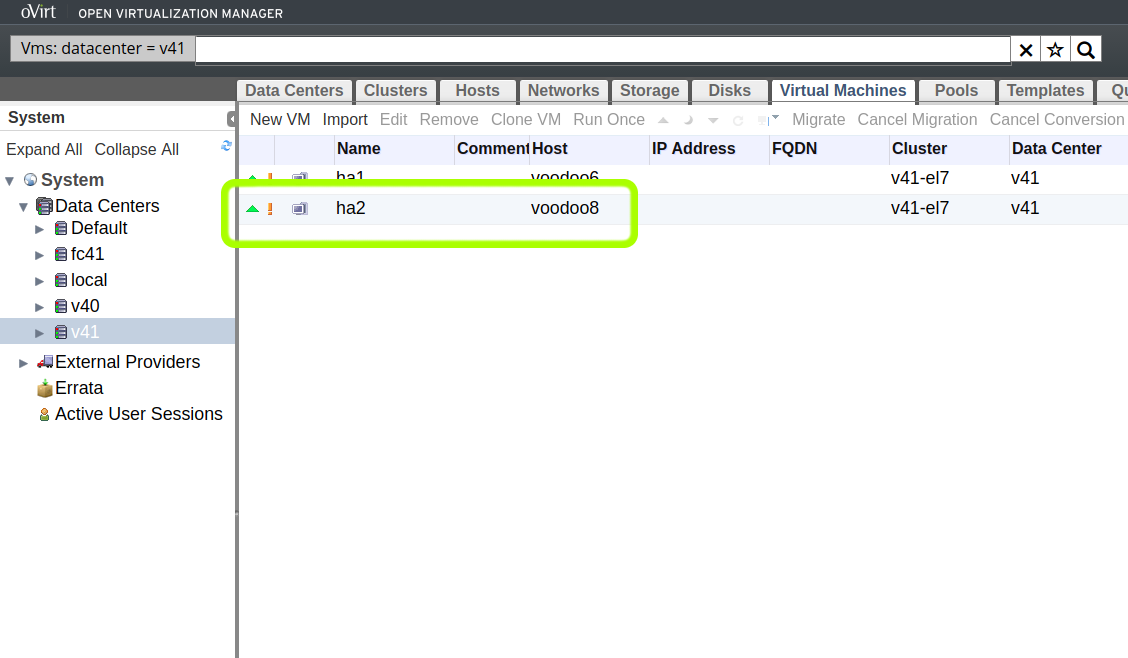 oVirt OPEN VIRTUALIZATION MANAGER
Vms: datacenter = v41
Data Centers Clusters Hosts Networks Storage Disks Virtual Machines Pools Templates
System
New VM Import Edit Remove Clone VM Run Once Migrate Cancel Migration Cancel Conversion
Expand All Collapse All
Name Comment Host IP Address FQDN Cluster Data Center
System
ha1 voodoo6 v41-el7 v41
Data Centers
ha2 voodoo8 v41-el7 v41
Default
fc41
local
v40
v41
External Providers
Errata
Active User Sessions